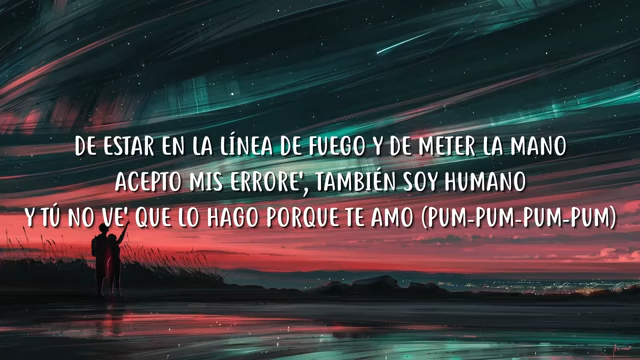 DE ESTAR EN LA LÍNEA DE FUEGO Y DE METER LA MANO
ACEPTO MIS ERRORE', TAMBIÉN SOY HUMANO
Y TÚ NO VE' QUE LO HAGO PORQUE TE AMO (PUM-PUM-PUM-PUM)